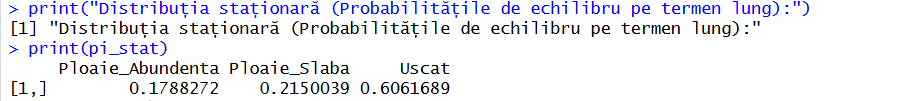 > print("Distribuția staționară (Probabilitățile de echilibru pe termen lung):")
[1] "Distribuția staționară (Probabilitățile de echilibru pe termen lung):"
> print(pi_stat)
     Ploaie_Abundenta Ploaie_Slaba     Uscat
[1,]        0.1788272    0.2150039 0.6061689